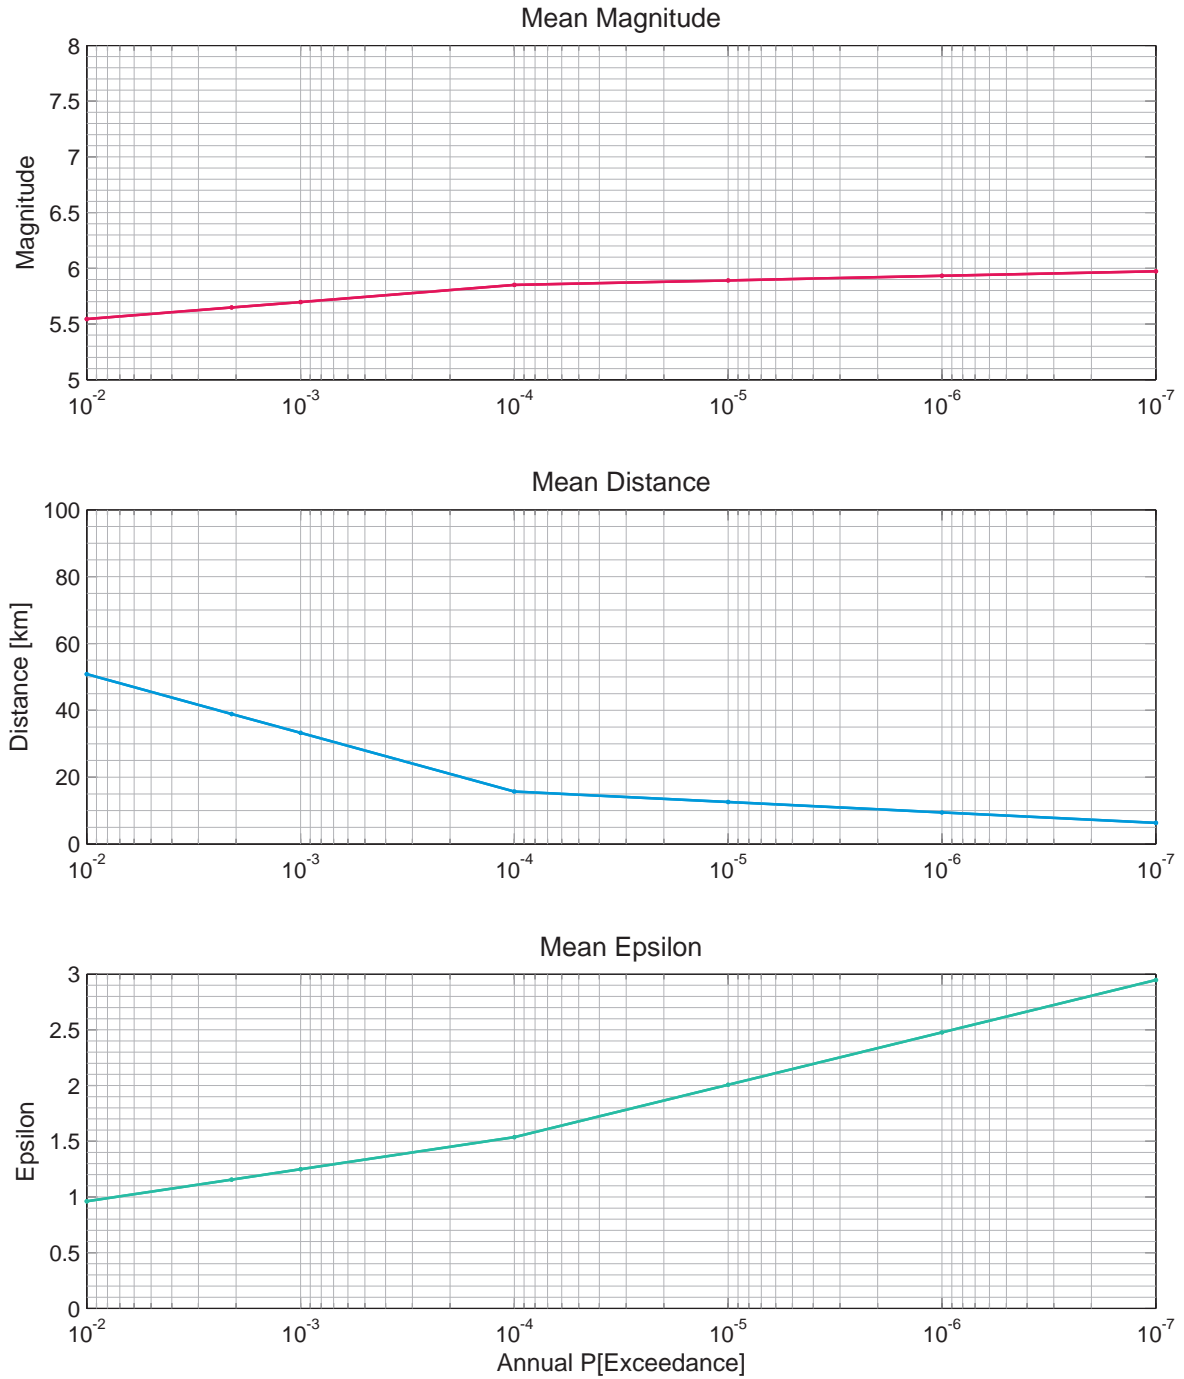 Mean Magnitude
8
7.5
7
6.5
6
5.5
5
Magnitude
10^-2 10^-3 10^-4 10^-5 10^-6 10^-7
Mean Distance
100
80
60
40
20
0
Distance [km]
10^-2 10^-3 10^-4 10^-5 10^-6 10^-7
Mean Epsilon
3
2.5
2
1.5
1
0.5
0
Epsilon
10^-2 10^-3 10^-4 10^-5 10^-6 10^-7
Annual P[Exceedance]